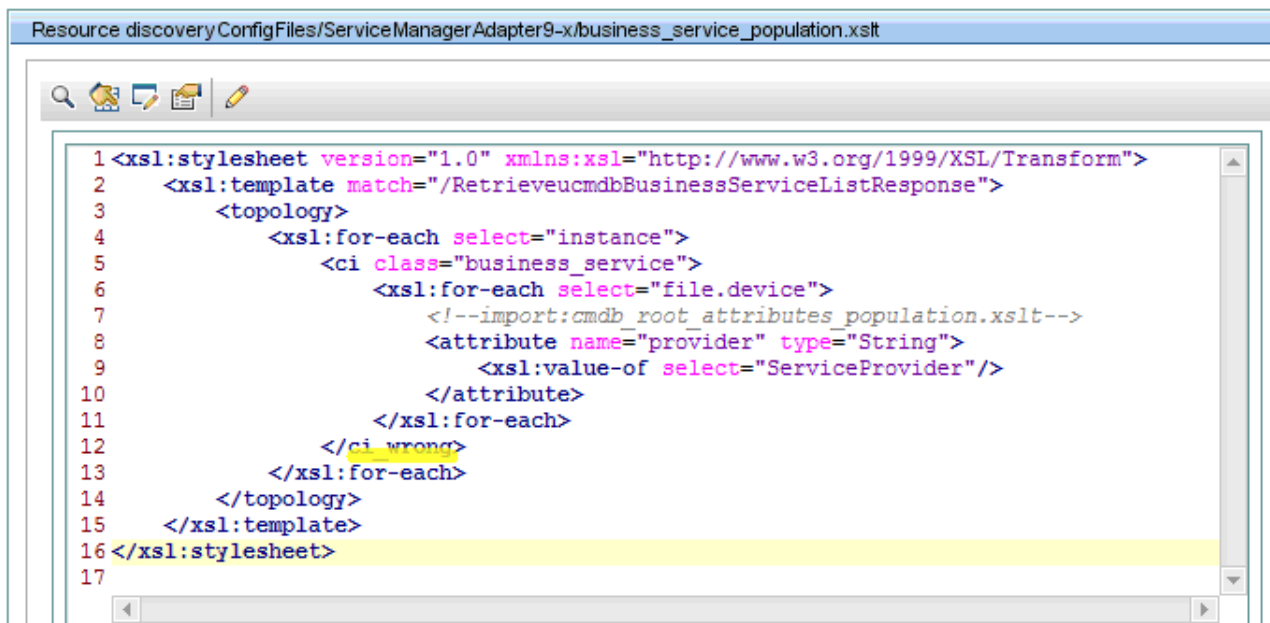 Resource discoveryConfigFiles/ServiceManagerAdapter9-x/business_service_population.xslt
1 <xsl:stylesheet version="1.0" xmlns:xsl="http://www.w3.org/1999/XSL/Transform">
2 <xsl:template match="/RetrieveucmdbBusinessServiceListResponse">
3 <topology>
4 <xsl:for-each select="instance">
5 <ci class="business_service">
6 <xsl:for-each select="file.device">
7 <!--import:cmdb_root_attributes_population.xslt-->
8 <attribute name="provider" type="String">
9 <xsl:value-of select="ServiceProvider"/>
10 </attribute>
11 </xsl:for-each>
12 </ci_wrong>
13 </xsl:for-each>
14 </topology>
15 </xsl:template>
16 </xsl:stylesheet>
17